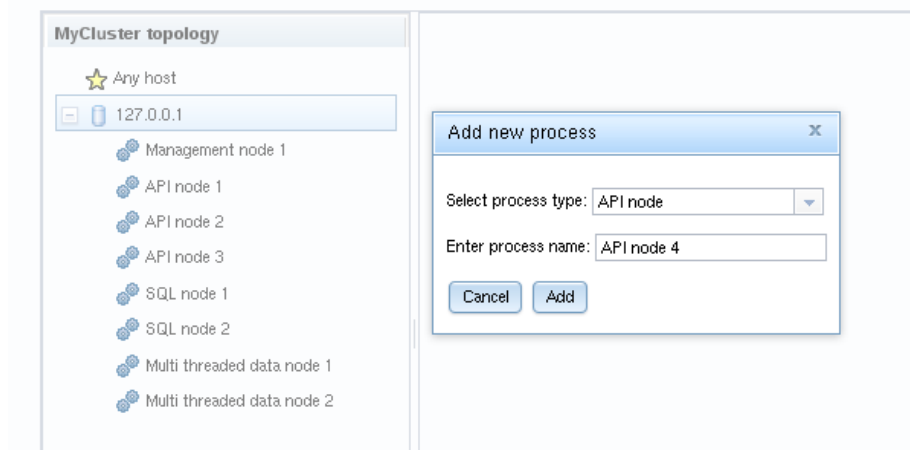 MyCluster topology
Any host
127.0.0.1
Management node 1
API node 1
API node 2
API node 3
SQL node 1
SQL node 2
Multi threaded data node 1
Multi threaded data node 2
Add new process x
Select process type: API node
Enter process name: API node 4
Cancel Add